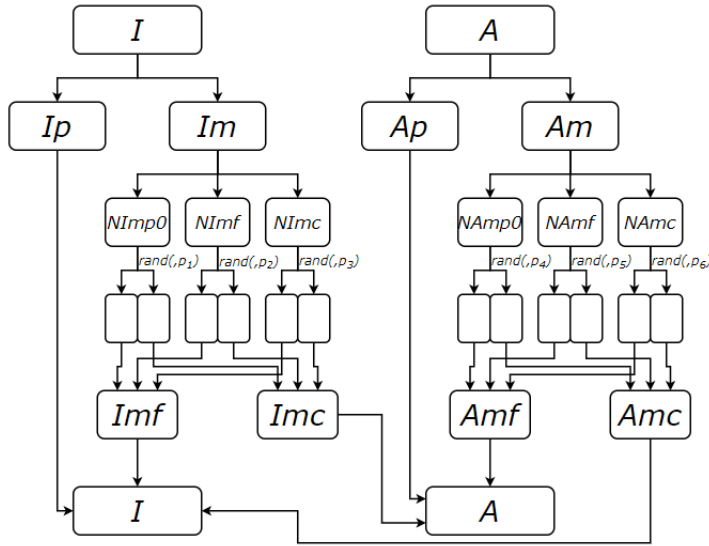 I A
Ip Im Ap Am
NImp0 NImf NImc NAmp0 NAmf NAmc
rand(,p₁) rand(,p₂) rand(,p₃) rand(,p₄) rand(,p₅) rand(,p₆)
Imf Imc Amf Amc
I A